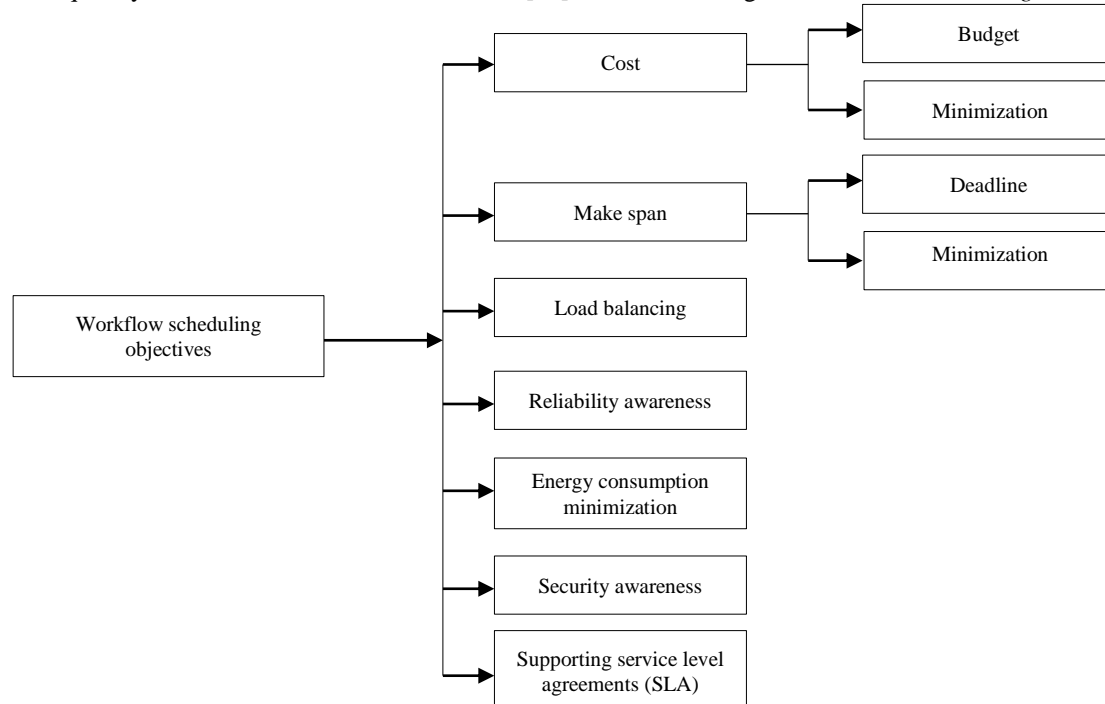 Budget
Cost
Minimization
Deadline
Make span
Minimization
Load balancing
Workflow scheduling
objectives
Reliability awareness
Energy consumption
minimization
Security awareness
Supporting service level
agreements (SLA)